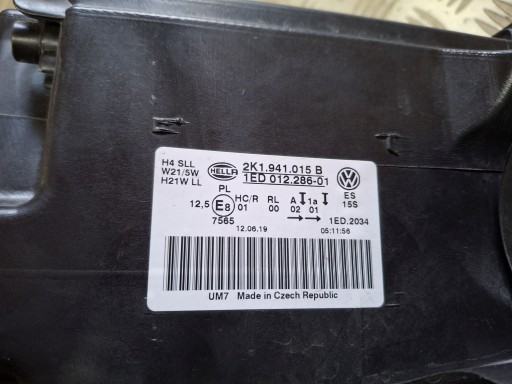 H4 SLL
W21/5W
H21W LL
HELLA
2K1.941.015 B
1ED 012.286-01
VW
PL
ES
15S
12,5 E8 HC/R RL A 1a
01 00 02 01
7565
12.06.19
1ED.2034
05:11:56
UM7 Made in Czech Republic